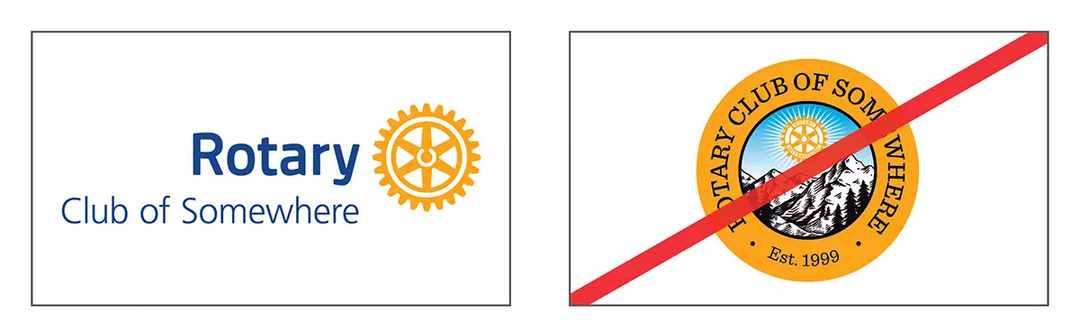 Rotary
Club of Somewhere
ROTARY CLUB OF SOMEWHERE
Est. 1999